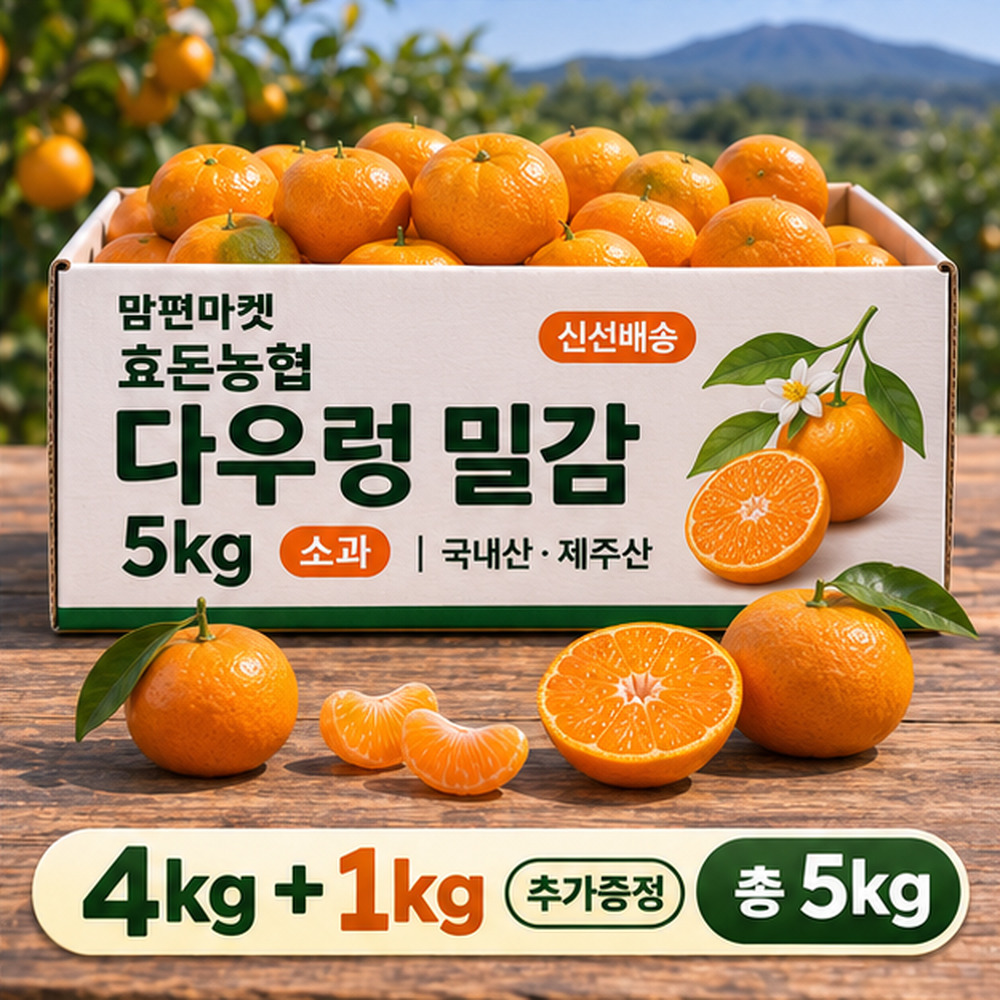 맘편마켓
효돈농협
신선배송
다우렁 밀감
5kg 소과 | 국내산 · 제주산
4kg + 1kg 추가증정 총 5kg